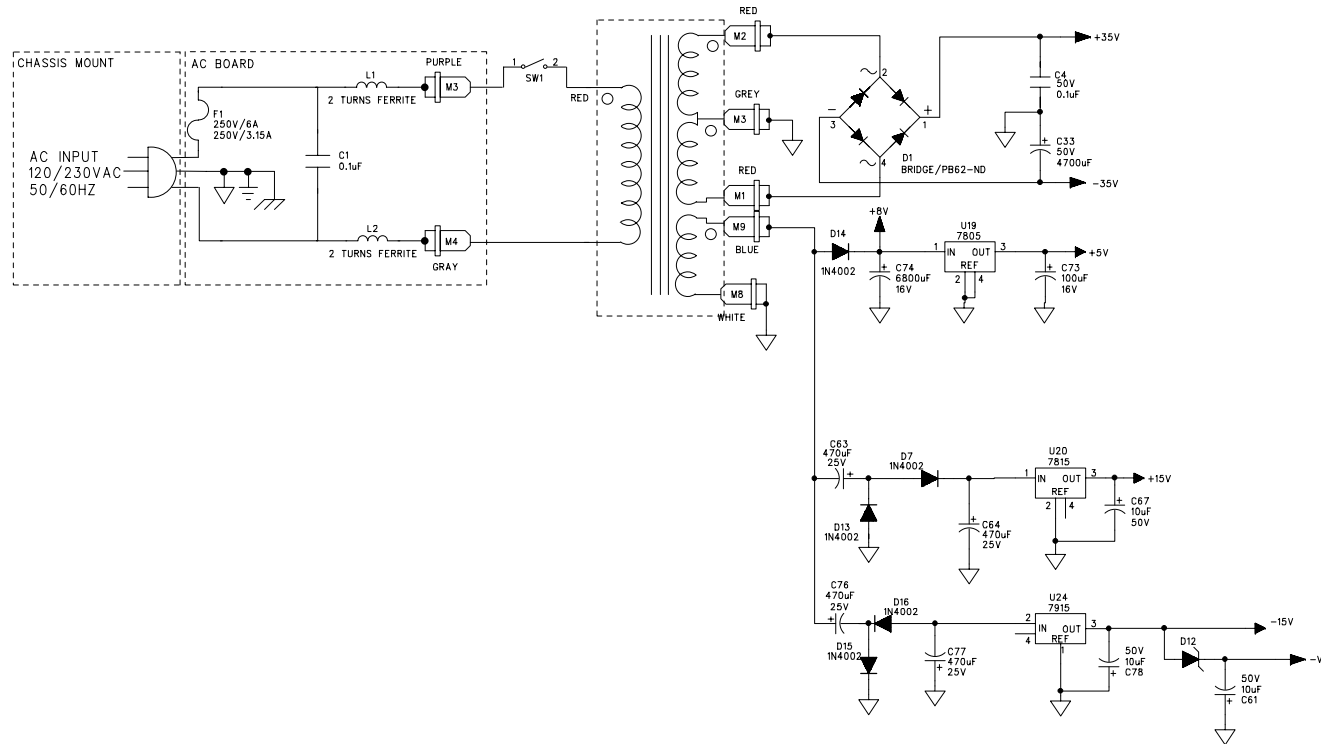 CHASSIS MOUNT
AC INPUT
120/230VAC
50/60HZ
AC BOARD
F1
250V/6A
250V/3.15A
C1
0.1uF
L1
2 TURNS FERRITE
PURPLE
M3
L2
2 TURNS FERRITE
M4
GRAY
1
2
SW1
RED
RED
M2
GREY
M3
RED
M1
M9
BLUE
M8
WHITE
2
-
+
3
1
4
D1
BRIDGE/PB62-ND
+35V
C4
50V
0.1uF
C33
50V
4700uF
-35V
+8V
D14
1N4002
C74
6800uF
16V
U19
7805
1
IN
OUT
3
REF
2
4
+5V
C73
100uF
16V
C63
470uF
25V
+
D7
1N4002
D13
1N4002
+
C64
470uF
25V
U20
7815
1
IN
OUT
3
REF
2
4
+15V
+
C67
10uF
50V
C76
470uF
25V
+
D16
1N4002
D15
1N4002
C77
470uF
25V
+
U24
7915
2
IN
OUT
3
4
REF
1
50V
10uF
C78
+
-15V
D12
-V
50V
10uF
C61
+